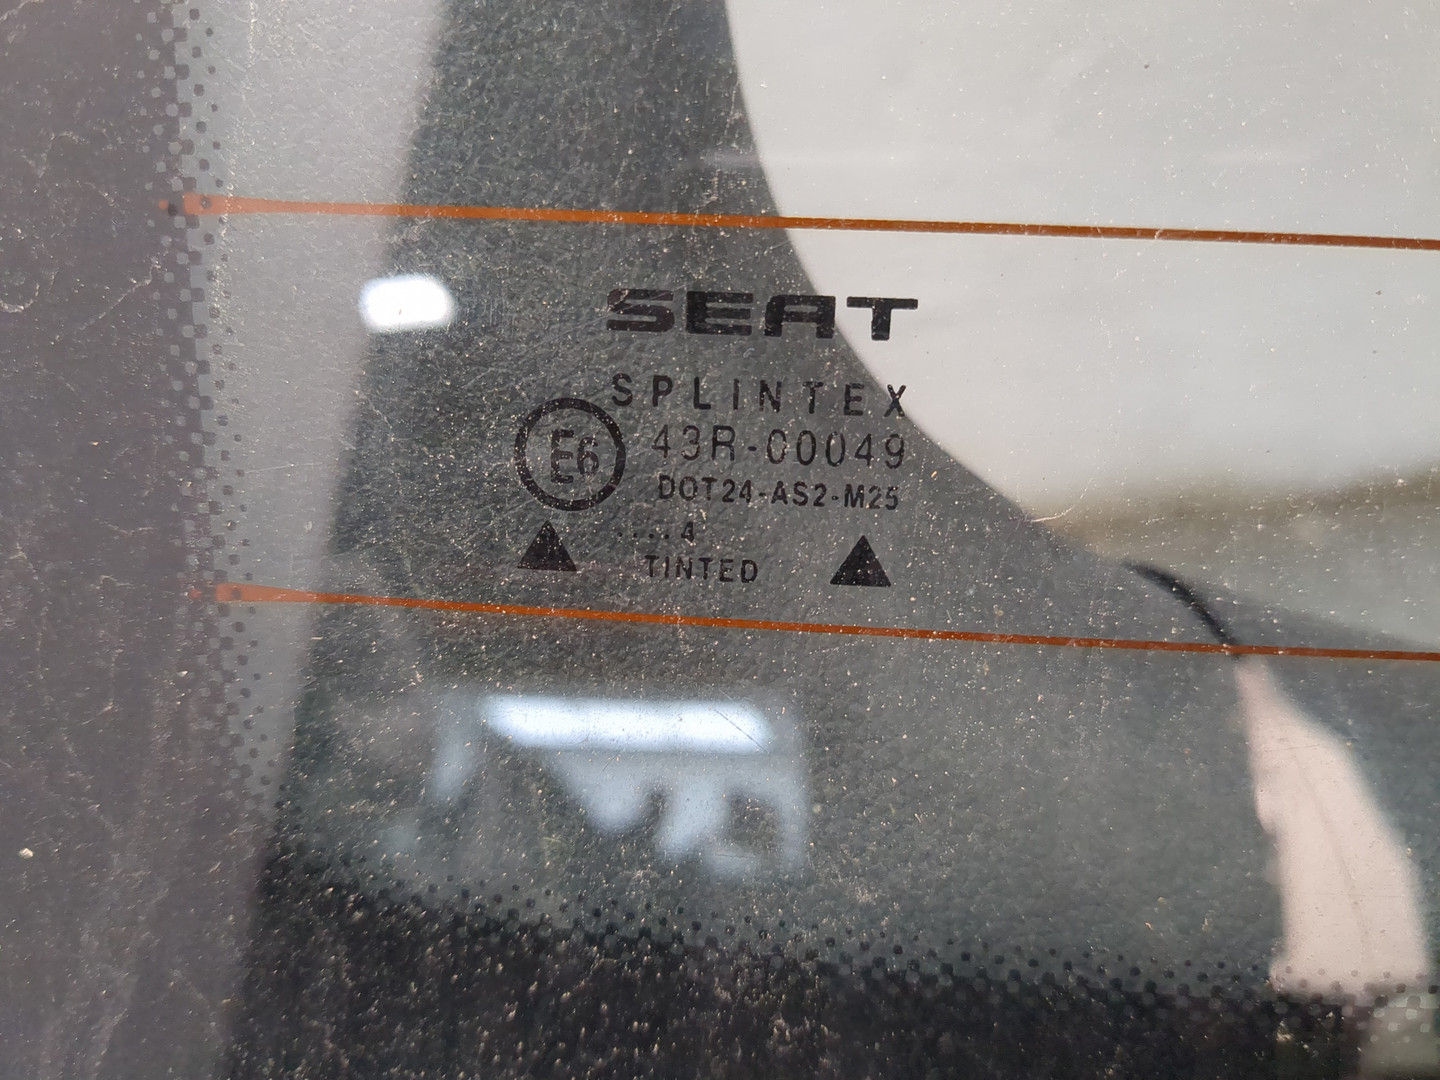 SEAT
SPLINTEX
E6
43R-00049
DOT24-AS2-M25
....4
TINTED